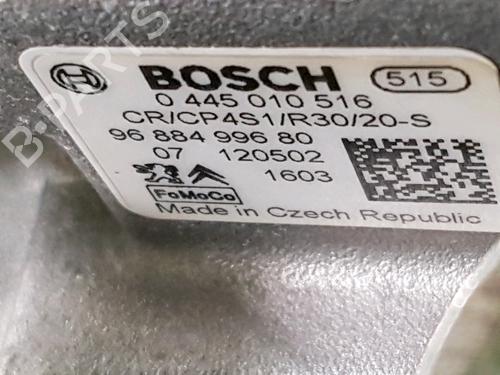 B-PARTS
BOSCH 515
0 445 010 516
CR/CP4S1/R30/20-S
96 884 996 80
07 120502
1603
FoMoCo
Made in Czech Republic